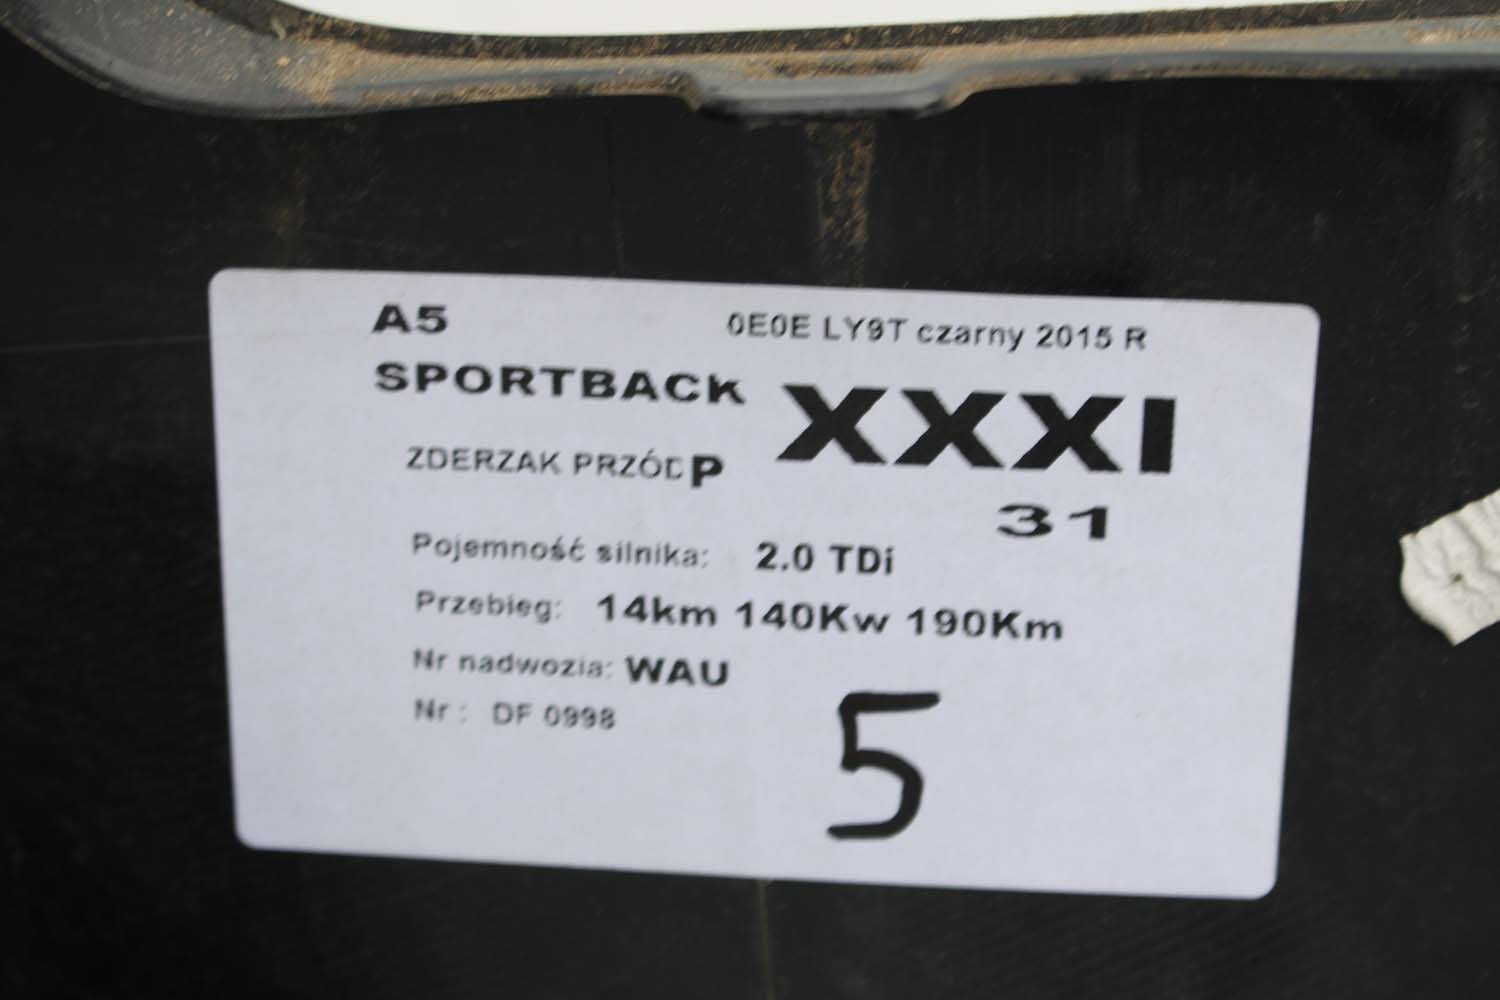 A5
0E0E LY9T czarny 2015 R
SPORTBACK
XXXI
ZDERZAK PRZÓD P
31
Pojemność silnika: 2.0 TDi
Przebieg: 14km 140Kw 190Km
Nr nadwozia: WAU
Nr : DF 0998
5